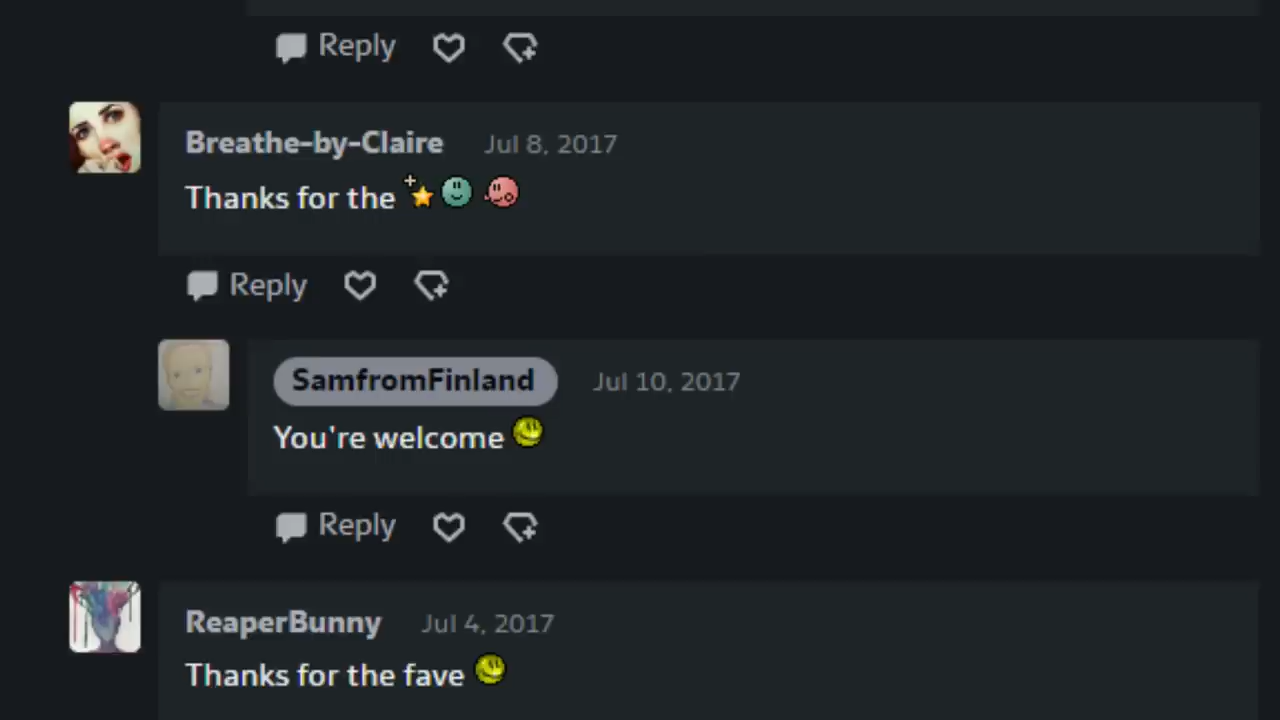 Reply
Breathe-by-Claire Jul 8, 2017
Thanks for the
Reply
SamfromFinland Jul 10, 2017
You're welcome
Reply
ReaperBunny Jul 4, 2017
Thanks for the fave